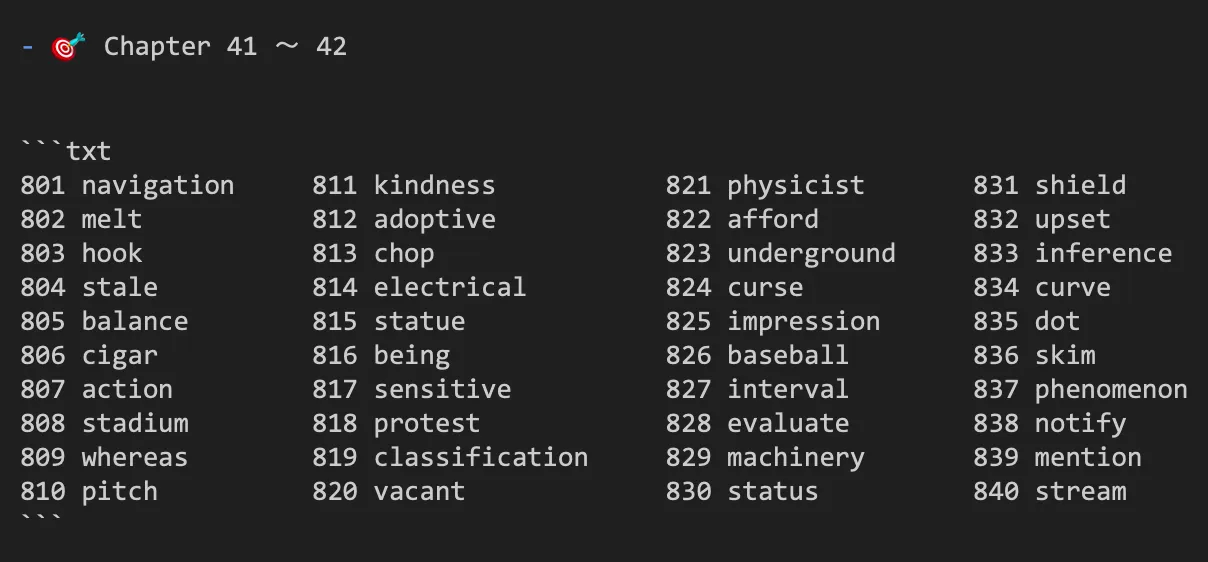 - 🎯 Chapter 41 ～ 42
```txt
801 navigation     811 kindness           821 physicist       831 shield
802 melt           812 adoptive           822 afford          832 upset
803 hook           813 chop               823 underground     833 inference
804 stale          814 electrical         824 curse           834 curve
805 balance        815 statue             825 impression      835 dot
806 cigar          816 being              826 baseball        836 skim
807 action         817 sensitive          827 interval        837 phenomenon
808 stadium        818 protest            828 evaluate        838 notify
809 whereas        819 classification     829 machinery       839 mention
810 pitch          820 vacant             830 status          840 stream
```